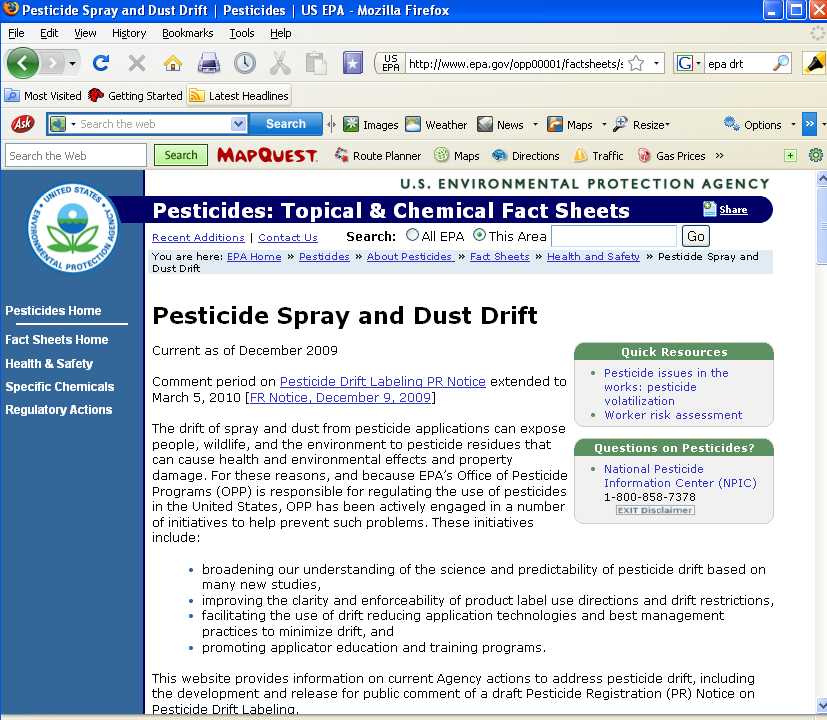 Pesticide Spray and Dust Drift | Pesticides | US EPA - Mozilla Firefox
File Edit View History Bookmarks Tools Help
US EPA http://www.epa.gov/opp00001/factsheets/s G epa drt
Most Visited Getting Started Latest Headlines
Ask Search the web Search Images Weather News Maps Resize Options »
Search the Web Search MAPQUEST. Route Planner Maps Directions Traffic Gas Prices »
U.S. ENVIRONMENTAL PROTECTION AGENCY
UNITED STATES ENVIRONMENTAL PROTECTION AGENCY
Pesticides: Topical & Chemical Fact Sheets Share
Recent Additions | Contact Us Search: All EPA This Area Go
You are here: EPA Home » Pesticides » About Pesticides » Fact Sheets » Health and Safety » Pesticide Spray and
Dust Drift
Pesticides Home
Fact Sheets Home
Health & Safety
Specific Chemicals
Regulatory Actions
Pesticide Spray and Dust Drift
Current as of December 2009
Comment period on Pesticide Drift Labeling PR Notice extended to
March 5, 2010 [FR Notice, December 9, 2009]
The drift of spray and dust from pesticide applications can expose
people, wildlife, and the environment to pesticide residues that
can cause health and environmental effects and property
damage. For these reasons, and because EPA's Office of Pesticide
Programs (OPP) is responsible for regulating the use of pesticides
in the United States, OPP has been actively engaged in a number
of initiatives to help prevent such problems. These initiatives
include:
Quick Resources
• Pesticide issues in the
works: pesticide
volatilization
• Worker risk assessment
Questions on Pesticides?
• National Pesticide
Information Center (NPIC)
1-800-858-7378
EXIT Disclaimer
• broadening our understanding of the science and predictability of pesticide drift based on
many new studies,
• improving the clarity and enforceability of product label use directions and drift restrictions,
• facilitating the use of drift reducing application technologies and best management
practices to minimize drift, and
• promoting applicator education and training programs.
This website provides information on current Agency actions to address pesticide drift, including
the development and release for public comment of a draft Pesticide Registration (PR) Notice on
Pesticide Drift Labeling.